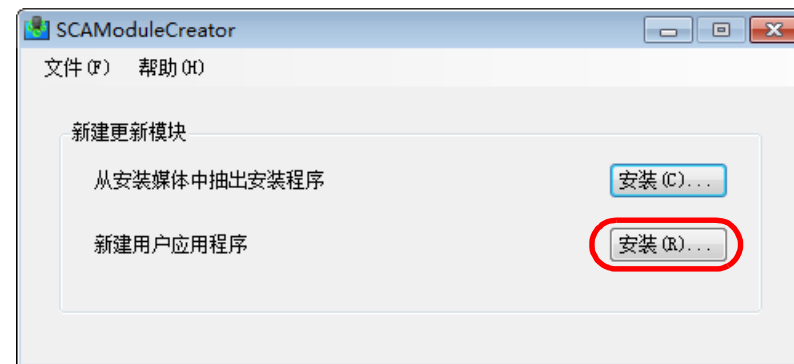 SCAModuleCreator
文件(F) 帮助(H)
新建更新模块
从安装媒体中抽出安装程序 安装(C)...
新建用户应用程序 安装(R)...